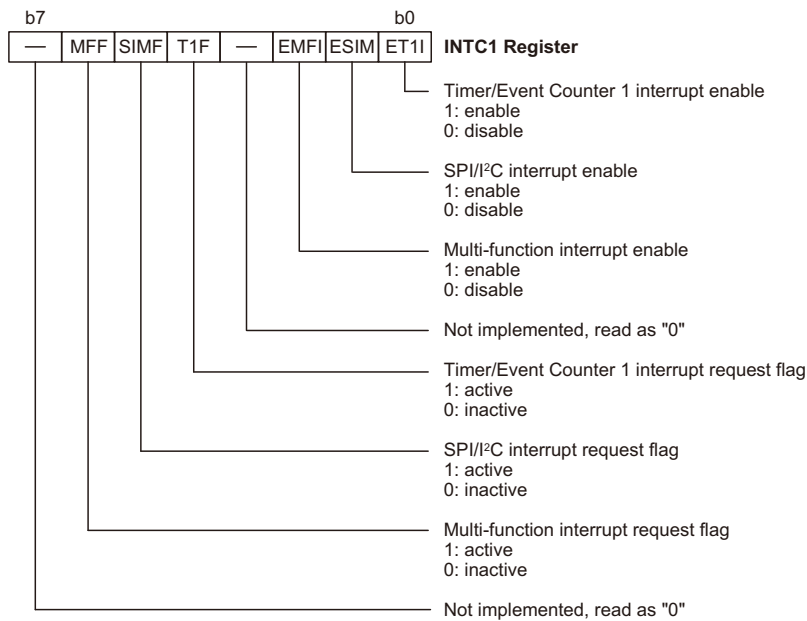 b7 b0
— MFF SIMF T1F — EMFI ESIM ET1I INTC1 Register
Timer/Event Counter 1 interrupt enable
1: enable
0: disable
SPI/I²C interrupt enable
1: enable
0: disable
Multi-function interrupt enable
1: enable
0: disable
Not implemented, read as "0"
Timer/Event Counter 1 interrupt request flag
1: active
0: inactive
SPI/I²C interrupt request flag
1: active
0: inactive
Multi-function interrupt request flag
1: active
0: inactive
Not implemented, read as "0"